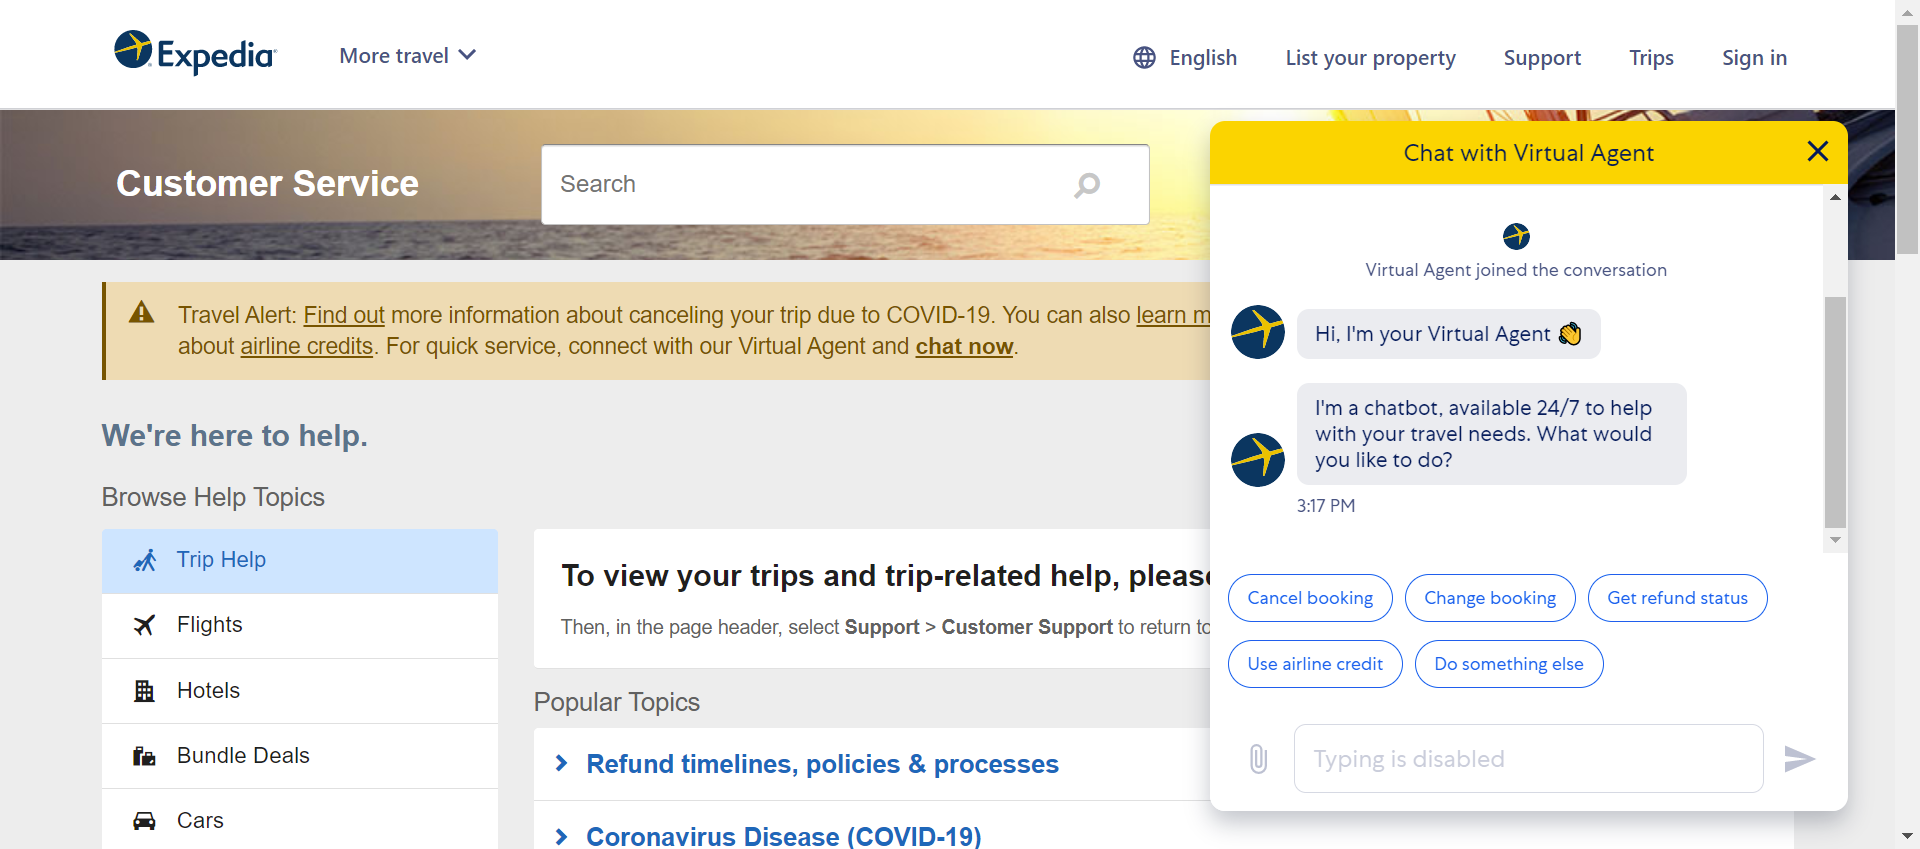 Expedia
More travel
English
List your property
Support
Trips
Sign in
Customer Service
Search
Travel Alert: Find out more information about canceling your trip due to COVID-19. You can also learn m
about airline credits. For quick service, connect with our Virtual Agent and chat now.
We're here to help.
Browse Help Topics
Trip Help
Flights
Hotels
Bundle Deals
Cars
To view your trips and trip-related help, please
Then, in the page header, select Support > Customer Support to return to
Popular Topics
Refund timelines, policies & processes
Coronavirus Disease (COVID-19)
Chat with Virtual Agent
Virtual Agent joined the conversation
Hi, I'm your Virtual Agent 👏
I'm a chatbot, available 24/7 to help
with your travel needs. What would
you like to do?
3:17 PM
Cancel booking
Change booking
Get refund status
Use airline credit
Do something else
Typing is disabled